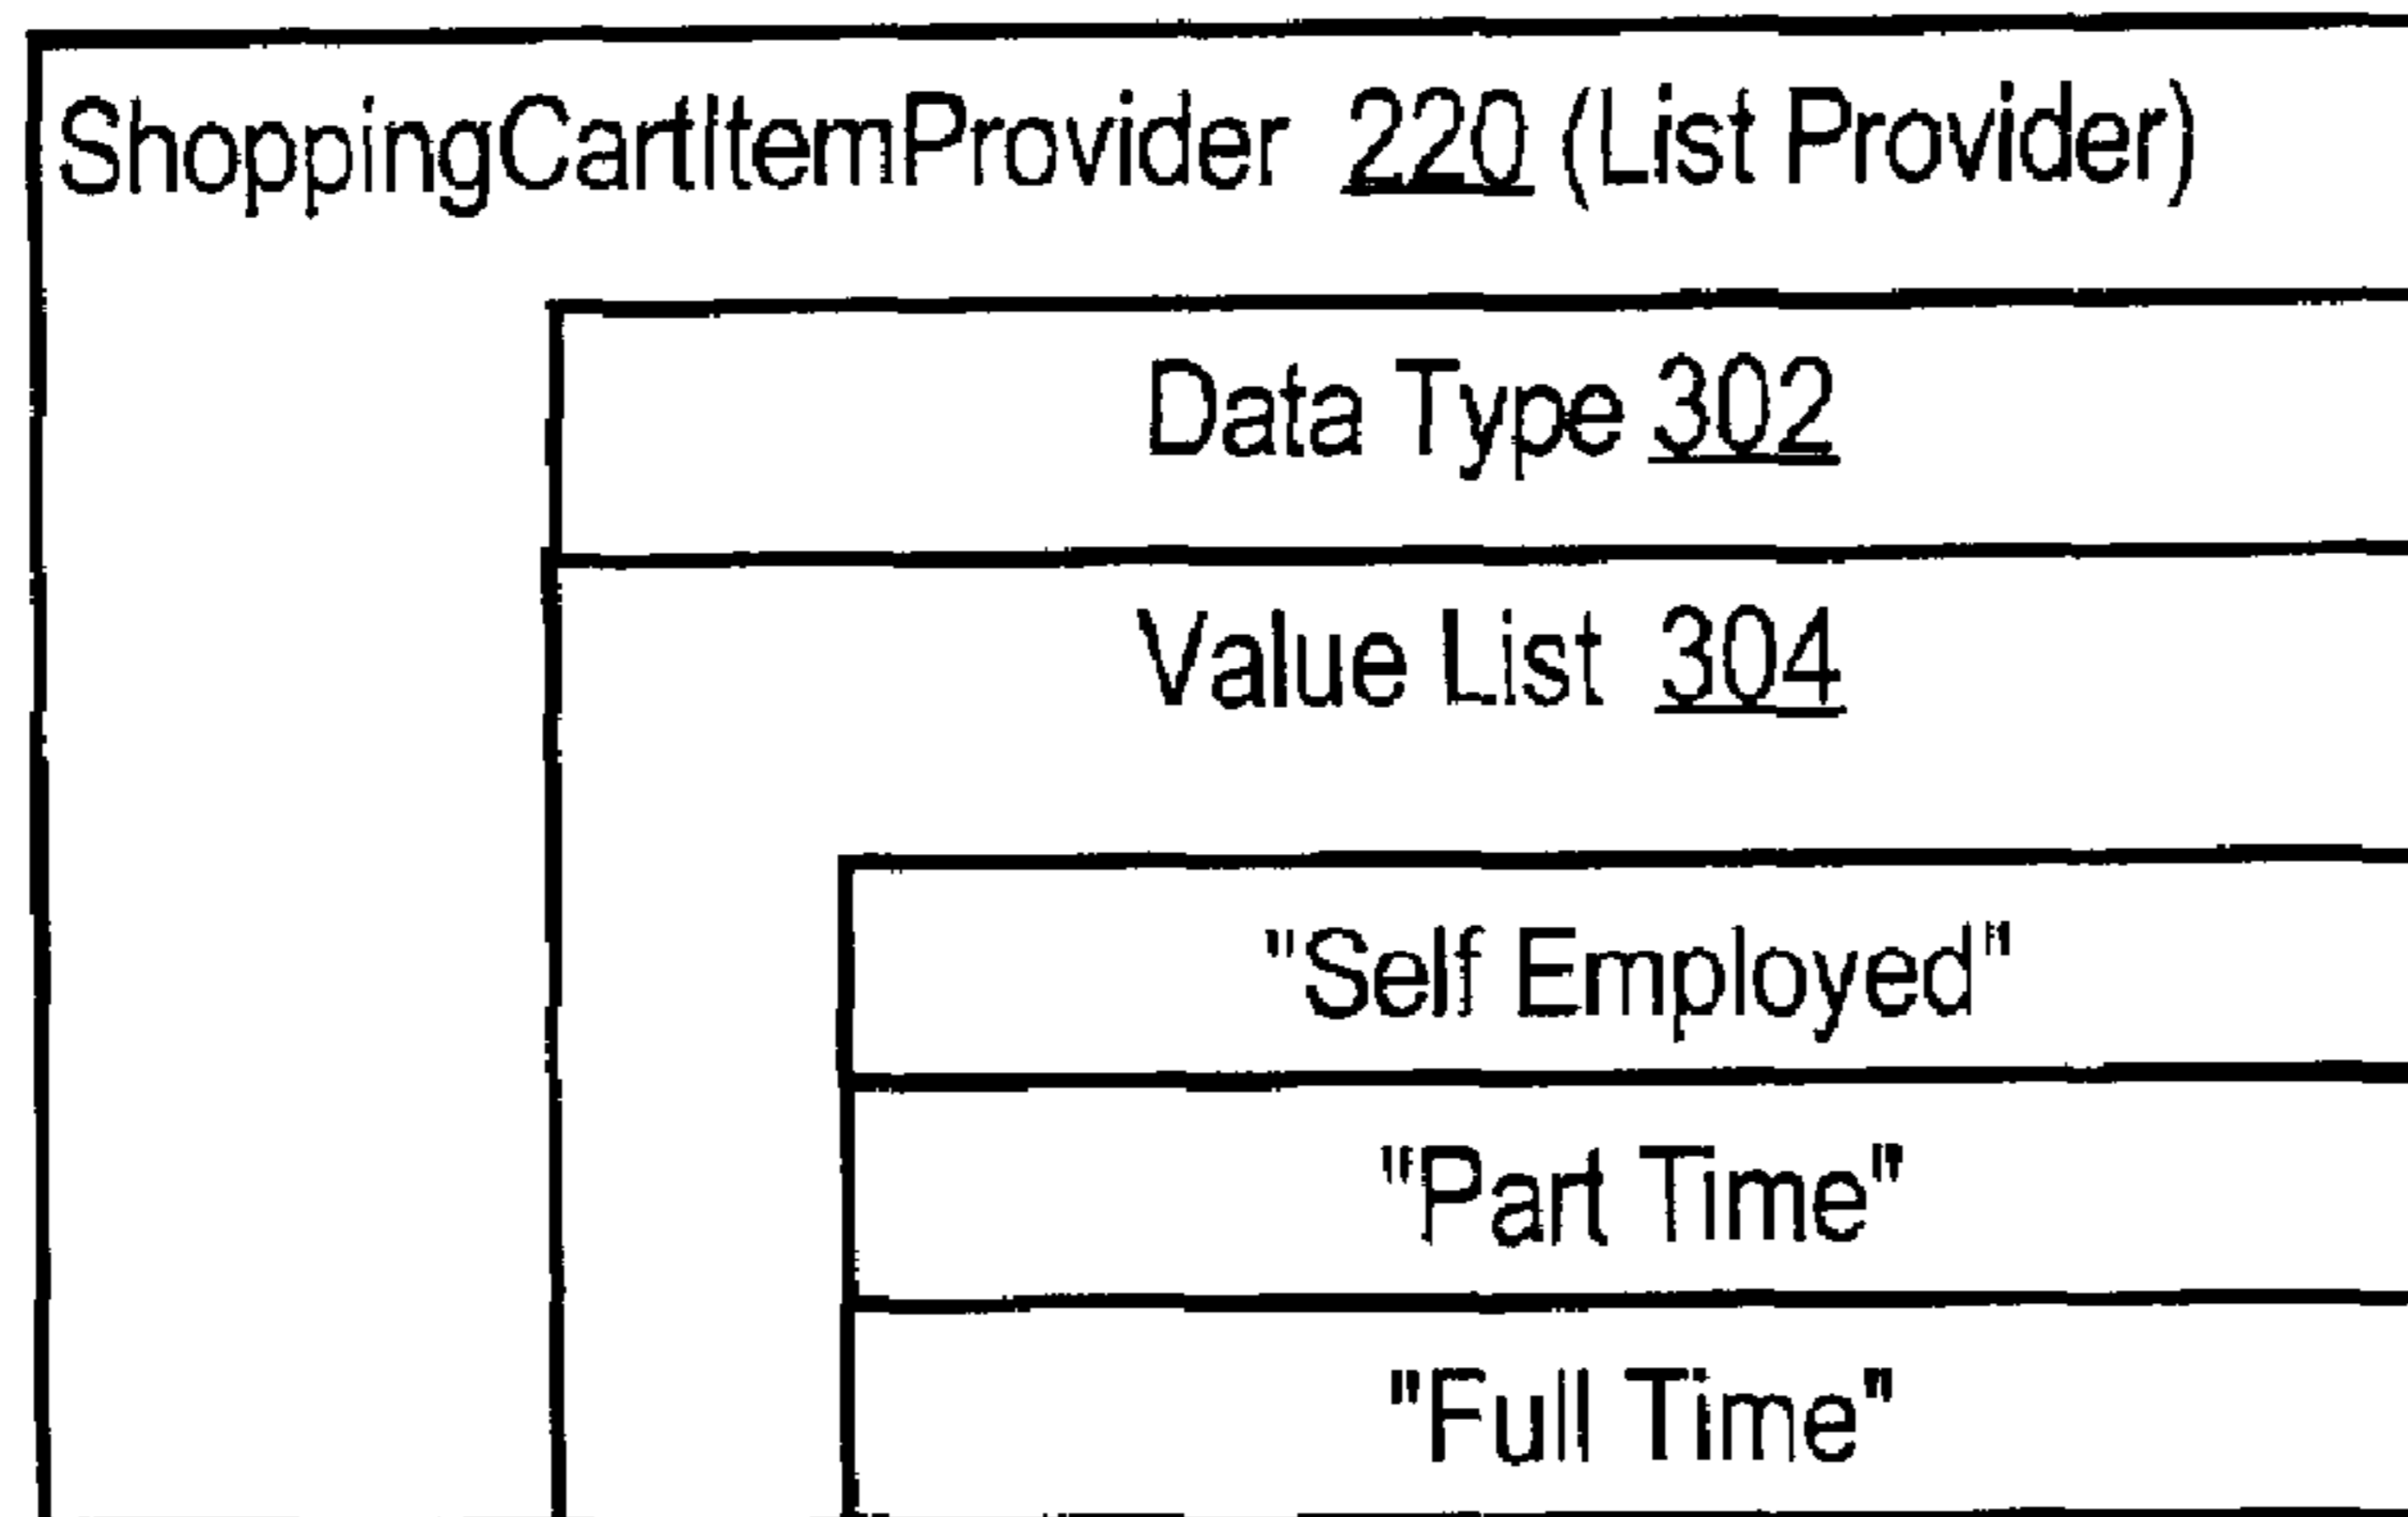 ShoppingCartItemProvider 220 (List Provider)
Data Type 302
Value List 304
"Self Employed"
"Part Time"
"Full Time"